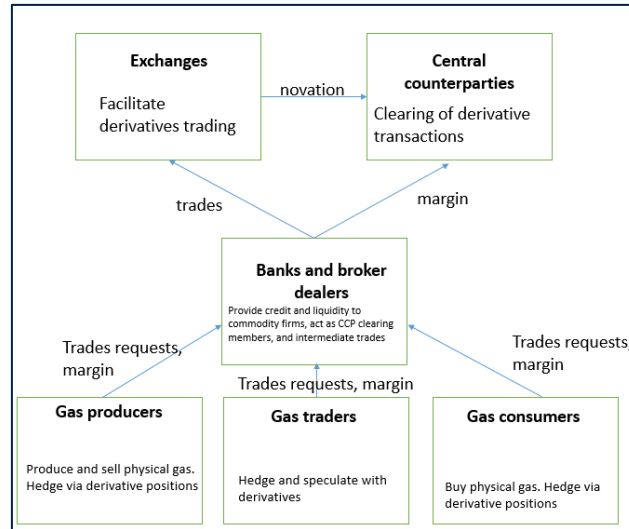 Exchanges
Facilitate
derivatives trading
novation
Central
counterparties
Clearing of derivative
transactions
trades
margin
Banks and broker
dealers
Provide credit and liquidity to
commodity firms, act as CCP clearing
members, and intermediate trades
Trades requests,
margin
Trades requests, margin
Trades requests,
margin
Gas producers
Produce and sell physical gas.
Hedge via derivative positions
Gas traders
Hedge and speculate with
derivatives
Gas consumers
Buy physical gas. Hedge via
derivative positions